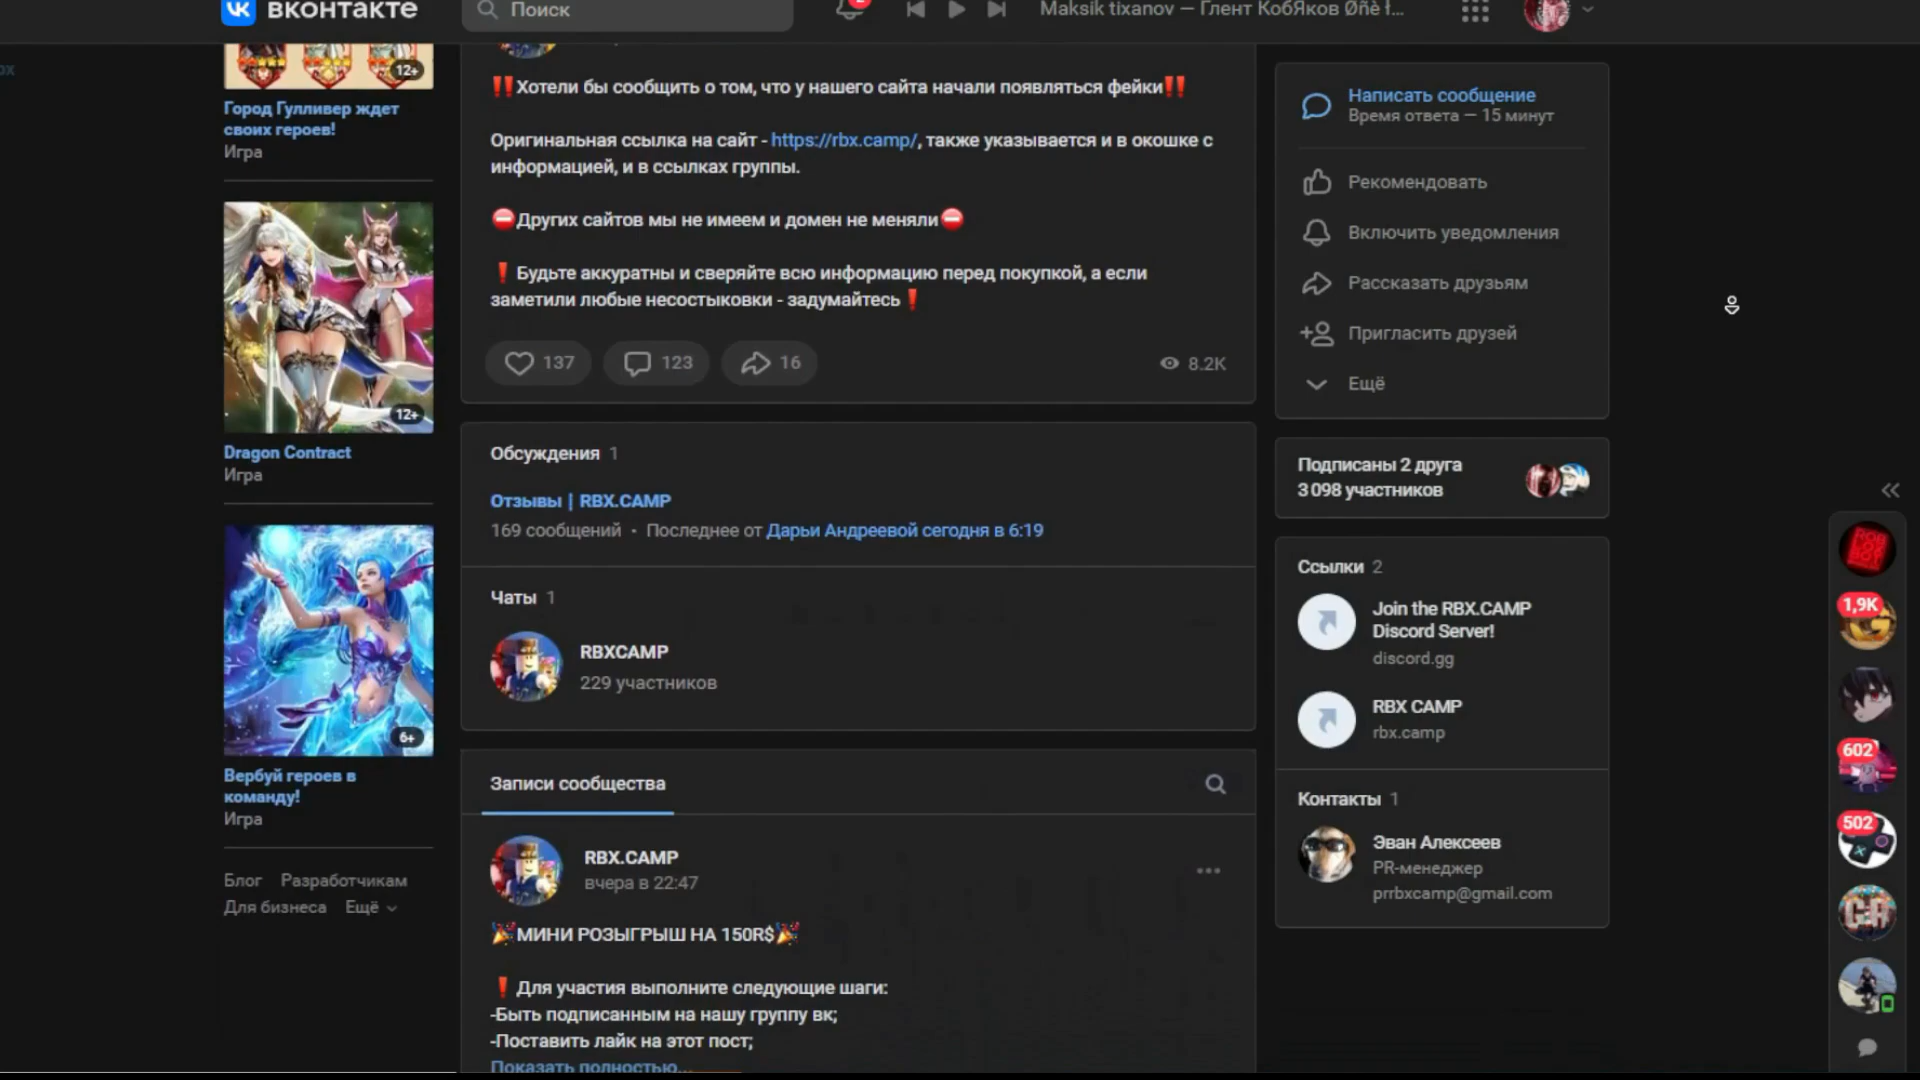 вконтакте
Поиск
2
Maksik tixanov — Глент КобЯков Øñè ł...
ox
12+
Город Гулливер ждет
своих героев!
Игра
12+
Dragon Contract
Игра
6+
Вербуй героев в
команду!
Игра
Блог Разработчикам
Для бизнеса Ещё
‼Хотели бы сообщить о том, что у нашего сайта начали появляться фейки‼
Оригинальная ссылка на сайт - https://rbx.camp/, также указывается и в окошке с
информацией, и в ссылках группы.
⛔Других сайтов мы не имеем и домен не меняли⛔
❗Будьте аккуратны и сверяйте всю информацию перед покупкой, а если
заметили любые несостыковки - задумайтесь❗
137 123 16 8.2K
Обсуждения 1
Отзывы | RBX.CAMP
169 сообщений · Последнее от Дарьи Андреевой сегодня в 6:19
Чаты 1
RBXCAMP
229 участников
Записи сообщества
RBX.CAMP
вчера в 22:47
🎉МИНИ РОЗЫГРЫШ НА 150R$🎉
❗Для участия выполните следующие шаги:
-Быть подписанным на нашу группу вк;
-Поставить лайк на этот пост;
Показать полностью...
Написать сообщение
Время ответа — 15 минут
Рекомендовать
Включить уведомления
Рассказать друзьям
Пригласить друзей
Ещё
Подписаны 2 друга
3 098 участников
Ссылки 2
Join the RBX.CAMP
Discord Server!
discord.gg
RBX CAMP
rbx.camp
Контакты 1
Эван Алексеев
PR-менеджер
prrbxcamp@gmail.com
1,9K
602
502